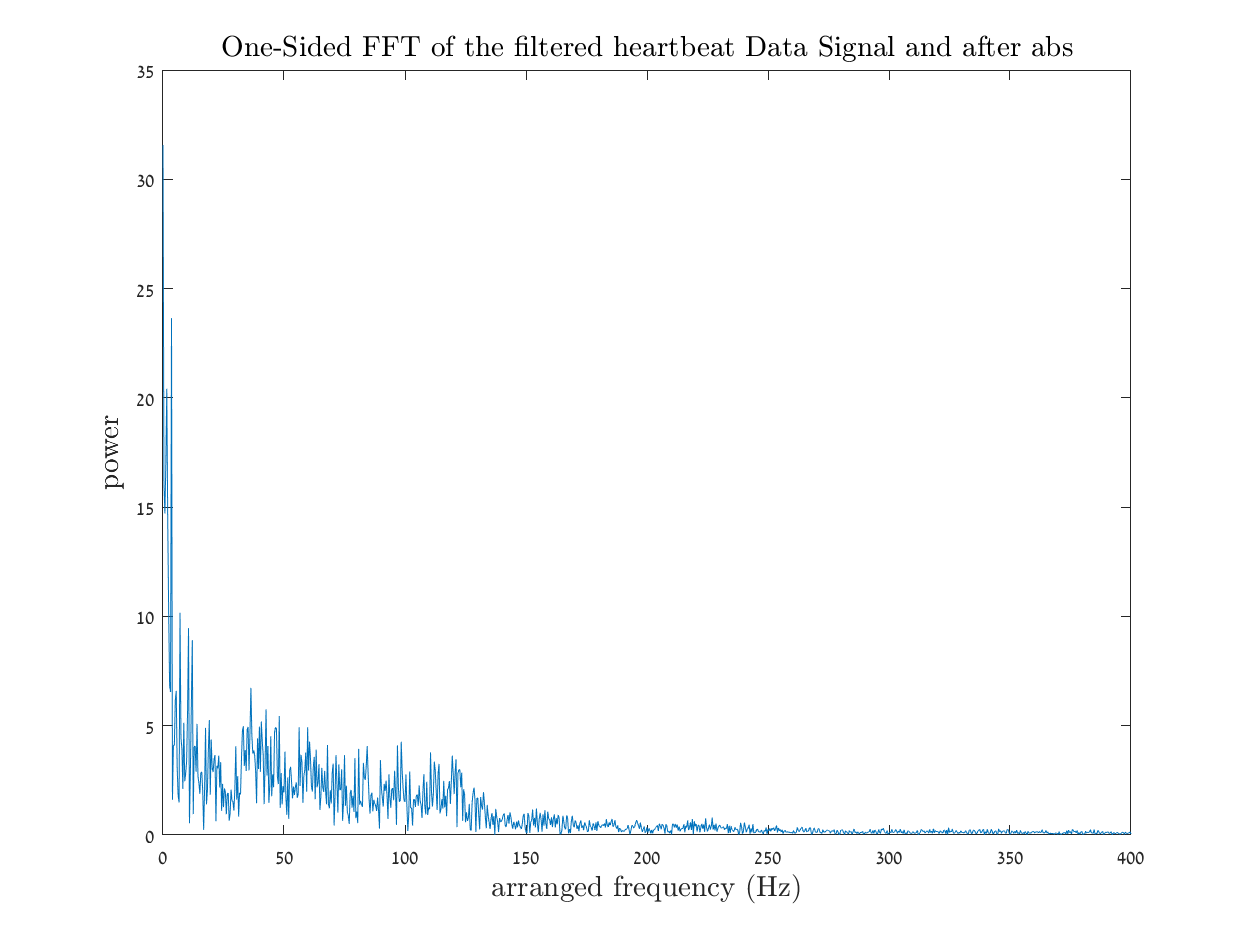 One-Sided FFT of the filtered heartbeat Data Signal and after abs
35
30
25
20
15
10
5
0
power
0 50 100 150 200 250 300 350 400
arranged frequency (Hz)